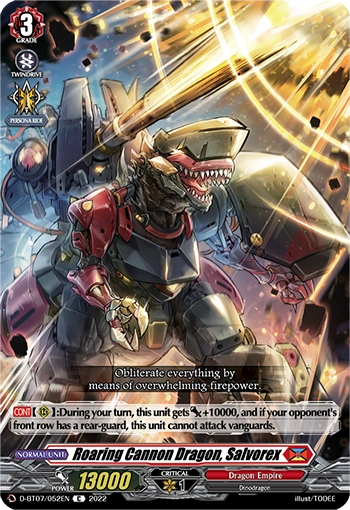 3
GRADE
TWINDRIVE
PERSONA RIDE
Obliterate everything by
means of overwhelming firepower.
CONT【 】:During your turn, this unit gets +10000, and if your opponent's
front row has a rear-guard, this unit cannot attack vanguards.
NORMAL UNIT Roaring Cannon Dragon, Salvorex
POWER 13000 CRITICAL 1 Dragon Empire
Dinodragon
D-BT07/052EN C 2022 illust/TODEE